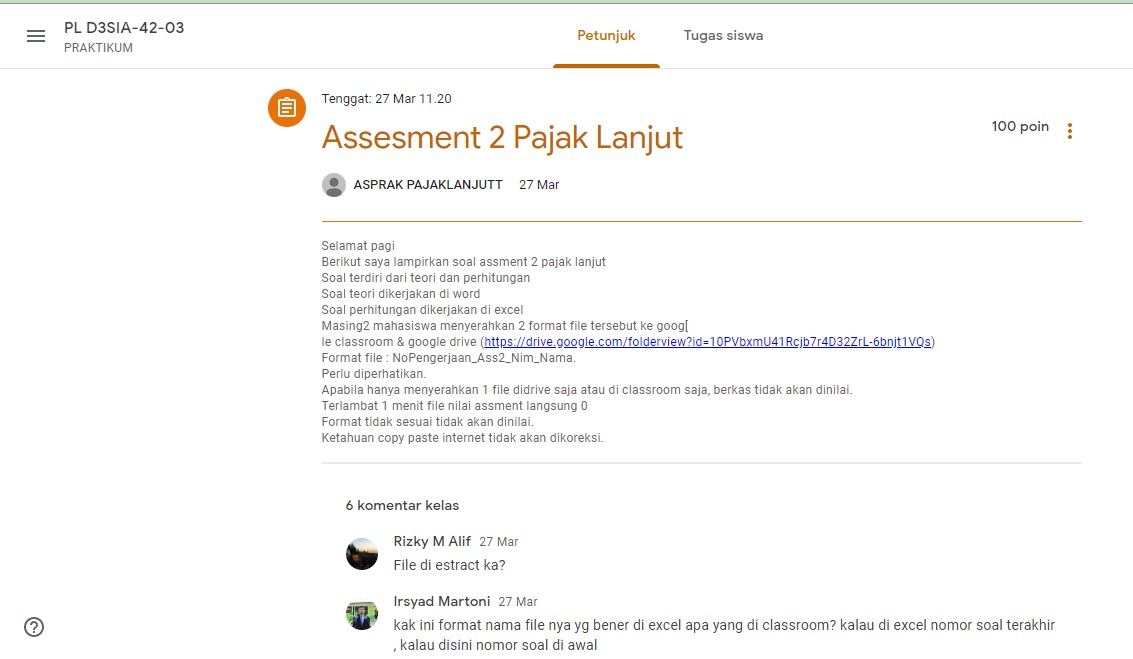 PL D3SIA-42-03
PRAKTIKUM
Petunjuk
Tugas siswa
Tenggat: 27 Mar 11.20
Assesment 2 Pajak Lanjut
100 poin
ASPRAK PAJAKLANJUTT 27 Mar
Selamat pagi
Berikut saya lampirkan soal assment 2 pajak lanjut
Soal terdiri dari teori dan perhitungan
Soal teori dikerjakan di word
Soal perhitungan dikerjakan di excel
Masing2 mahasiswa menyerahkan 2 format file tersebut ke goog[
le classroom & google drive (https://drive.google.com/folderview?id=10PVbxmU41Rcjb7r4D32ZrL-6bnjt1VQs)
Format file : NoPengerjaan_Ass2_Nim_Nama.
Perlu diperhatikan.
Apabila hanya menyerahkan 1 file didrive saja atau di classroom saja, berkas tidak akan dinilai.
Terlambat 1 menit file nilai assment langsung 0
Format tidak sesuai tidak akan dinilai.
Ketahuan copy paste internet tidak akan dikoreksi.
6 komentar kelas
Rizky M Alif 27 Mar
File di estract ka?
Irsyad Martoni 27 Mar
kak ini format nama file nya yg bener di excel apa yang di classroom? kalau di excel nomor soal terakhir
, kalau disini nomor soal di awal